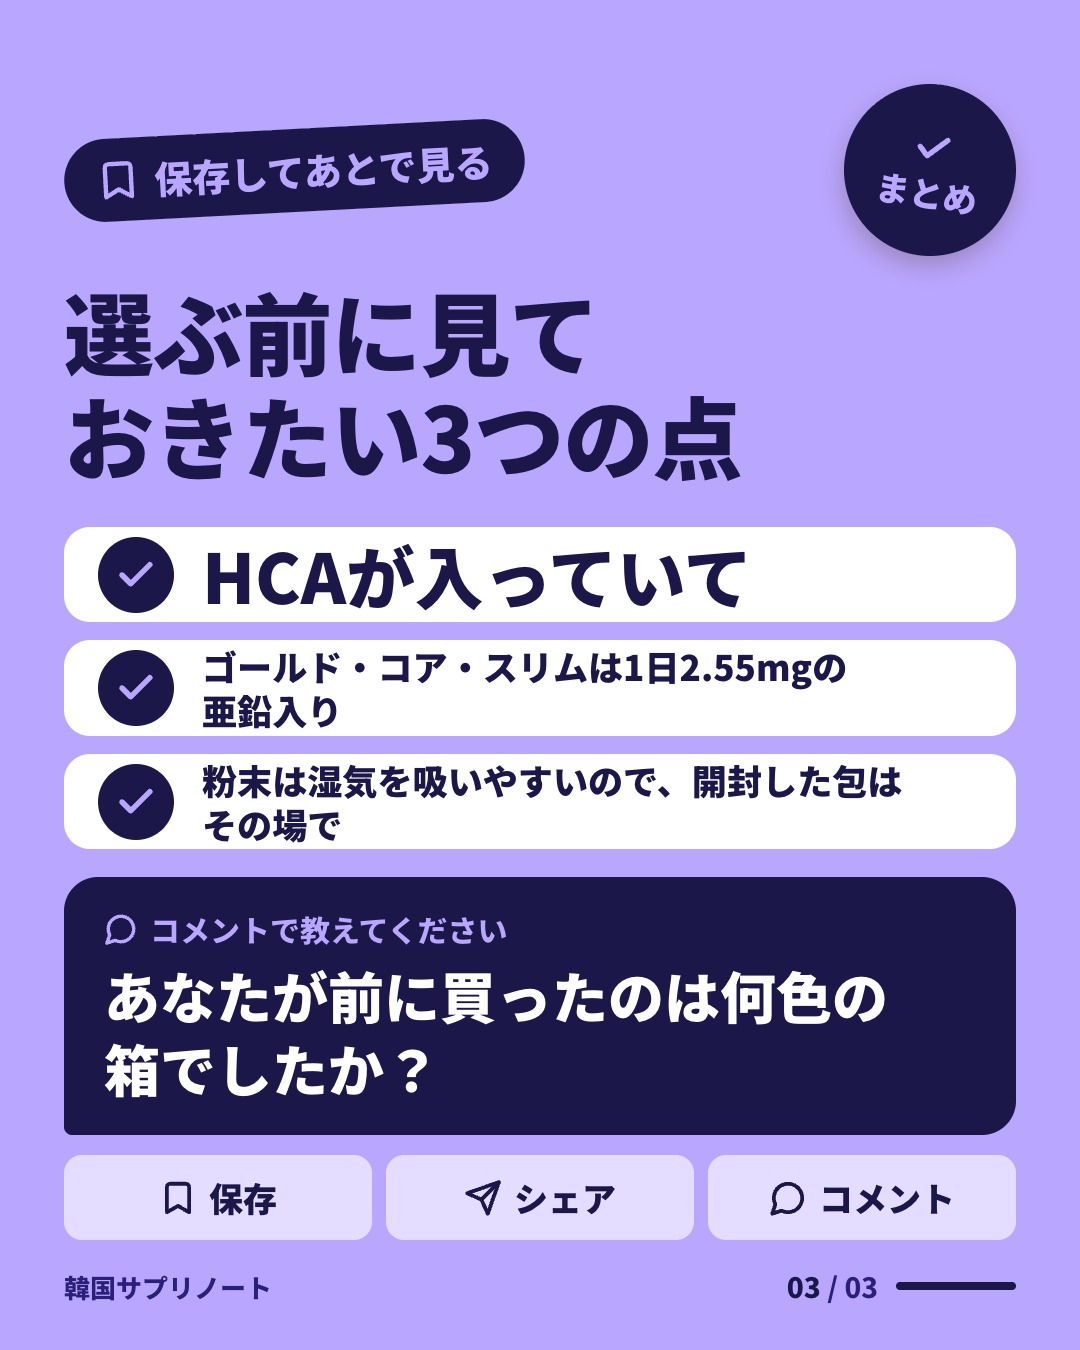 保存してあとで見る
まとめ
選ぶ前に見て
おきたい3つの点
HCAが入っていて
ゴールド・コア・スリムは1日2.55mgの
亜鉛入り
粉末は湿気を吸いやすいので、開封した包は
その場で
コメントで教えてください
あなたが前に買ったのは何色の
箱でしたか？
保存
シェア
コメント
韓国サプリノート
03 / 03